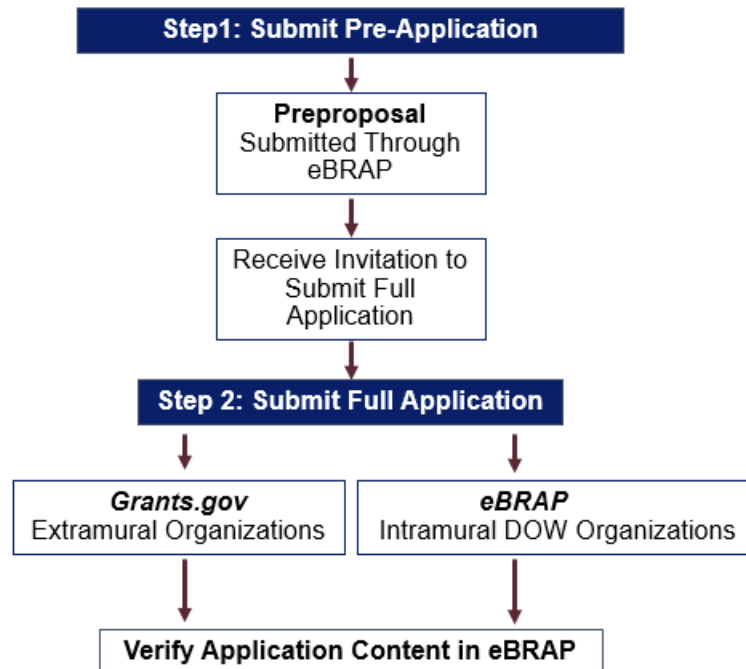 Step1: Submit Pre-Application
Preproposal
Submitted Through
eBRAP
Receive Invitation to
Submit Full
Application
Step 2: Submit Full Application
Grants.gov
Extramural Organizations
eBRAP
Intramural DOW Organizations
Verify Application Content in eBRAP